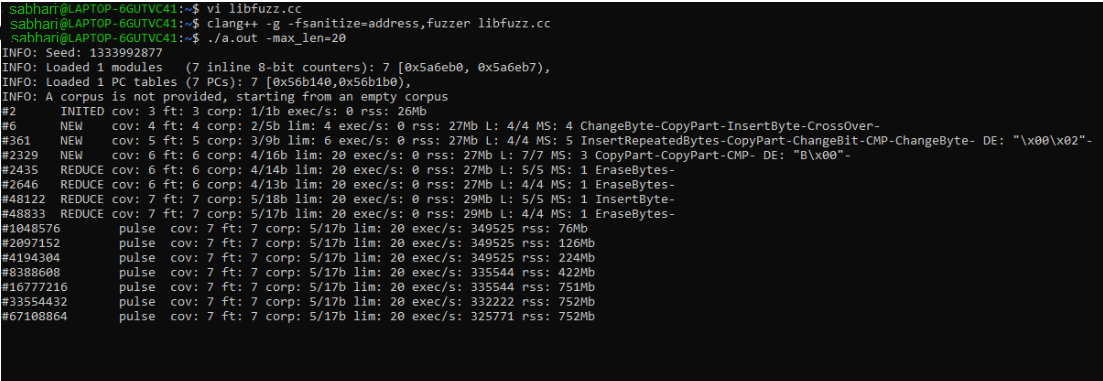 sabhari@LAPTOP-6GUTVC41:~$ vi libfuzz.cc
sabhari@LAPTOP-6GUTVC41:~$ clang++ -g -fsanitize=address,fuzzer libfuzz.cc
sabhari@LAPTOP-6GUTVC41:~$ ./a.out -max_len=20
INFO: Seed: 1333992877
INFO: Loaded 1 modules   (7 inline 8-bit counters): 7 [0x5a6eb0, 0x5a6eb7),
INFO: Loaded 1 PC tables (7 PCs): 7 [0x56b140,0x56b1b0),
INFO: A corpus is not provided, starting from an empty corpus
#2      INITED cov: 3 ft: 3 corp: 1/1b exec/s: 0 rss: 26Mb
#6      NEW    cov: 4 ft: 4 corp: 2/5b lim: 4 exec/s: 0 rss: 27Mb L: 4/4 MS: 4 ChangeByte-CopyPart-InsertByte-CrossOver-
#361    NEW    cov: 5 ft: 5 corp: 3/9b lim: 6 exec/s: 0 rss: 27Mb L: 4/4 MS: 5 InsertRepeatedBytes-CopyPart-ChangeBit-CMP-ChangeByte- DE: "\x00\x02"-
#2329   NEW    cov: 6 ft: 6 corp: 4/16b lim: 20 exec/s: 0 rss: 27Mb L: 7/7 MS: 3 CopyPart-CopyPart-CMP- DE: "B\x00"-
#2435   REDUCE cov: 6 ft: 6 corp: 4/14b lim: 20 exec/s: 0 rss: 27Mb L: 5/5 MS: 1 EraseBytes-
#2646   REDUCE cov: 6 ft: 6 corp: 4/13b lim: 20 exec/s: 0 rss: 27Mb L: 4/4 MS: 1 EraseBytes-
#48122  REDUCE cov: 7 ft: 7 corp: 5/18b lim: 20 exec/s: 0 rss: 29Mb L: 5/5 MS: 1 InsertByte-
#48833  REDUCE cov: 7 ft: 7 corp: 5/17b lim: 20 exec/s: 0 rss: 29Mb L: 4/4 MS: 1 EraseBytes-
#1048576        pulse  cov: 7 ft: 7 corp: 5/17b lim: 20 exec/s: 349525 rss: 76Mb
#2097152        pulse  cov: 7 ft: 7 corp: 5/17b lim: 20 exec/s: 349525 rss: 126Mb
#4194304        pulse  cov: 7 ft: 7 corp: 5/17b lim: 20 exec/s: 349525 rss: 224Mb
#8388608        pulse  cov: 7 ft: 7 corp: 5/17b lim: 20 exec/s: 335544 rss: 422Mb
#16777216       pulse  cov: 7 ft: 7 corp: 5/17b lim: 20 exec/s: 335544 rss: 751Mb
#33554432       pulse  cov: 7 ft: 7 corp: 5/17b lim: 20 exec/s: 332222 rss: 752Mb
#67108864       pulse  cov: 7 ft: 7 corp: 5/17b lim: 20 exec/s: 325771 rss: 752Mb